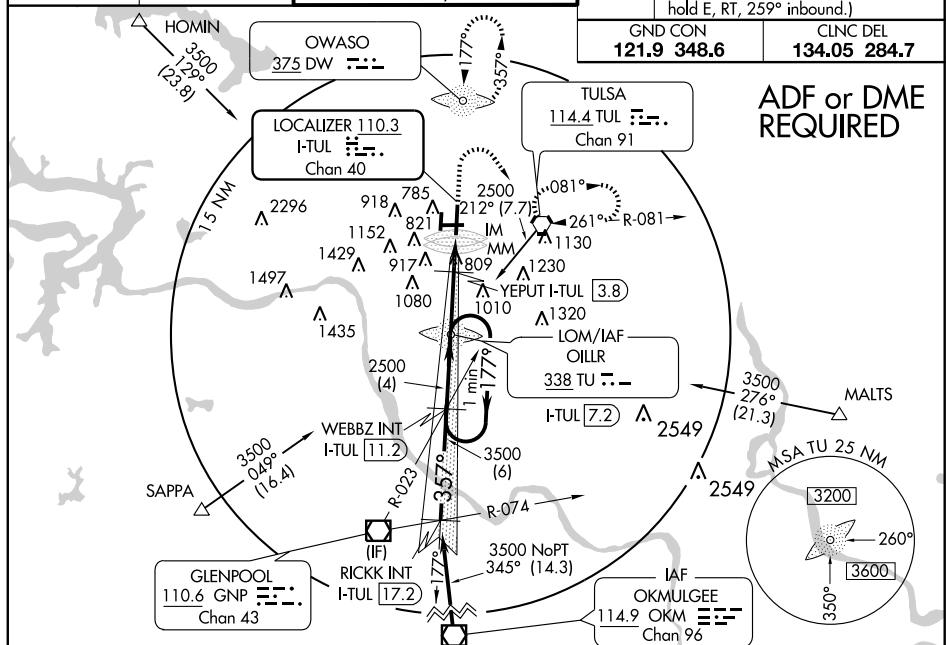 hold E, RT, 259° inbound.)
GND CON
121.9 348.6
CLNC DEL
134.05 284.7
ADF or DME
REQUIRED
HOMIN
3500
129°
(23.8)
OWASO
375 DW
177°
357°
TULSA
114.4 TUL
Chan 91
LOCALIZER 110.3
I-TUL
Chan 40
15 NM
2296
918
785
821
1152
1429
917
1497
1080
1435
2500
212° (7.7)
IM
MM
809
081°
261°
R-081
1130
1230
YEPUT I-TUL 3.8
1010
1320
LOM/IAF
OILLR
338 TU
I-TUL 7.2
2500
(4)
1 min
177°
3500
276°
(21.3)
MALTS
2549
2549
WEBBZ INT
I-TUL 11.2
3500
049°
(16.4)
SAPPA
3500
(6)
R-023
357°
R-074
MSA TU 25 NM
3200
260°
3600
350°
(IF)
RICKK INT
I-TUL 17.2
177°
3500 NoPT
345° (14.3)
GLENPOOL
110.6 GNP
Chan 43
IAF
OKMULGEE
114.9 OKM
Chan 96